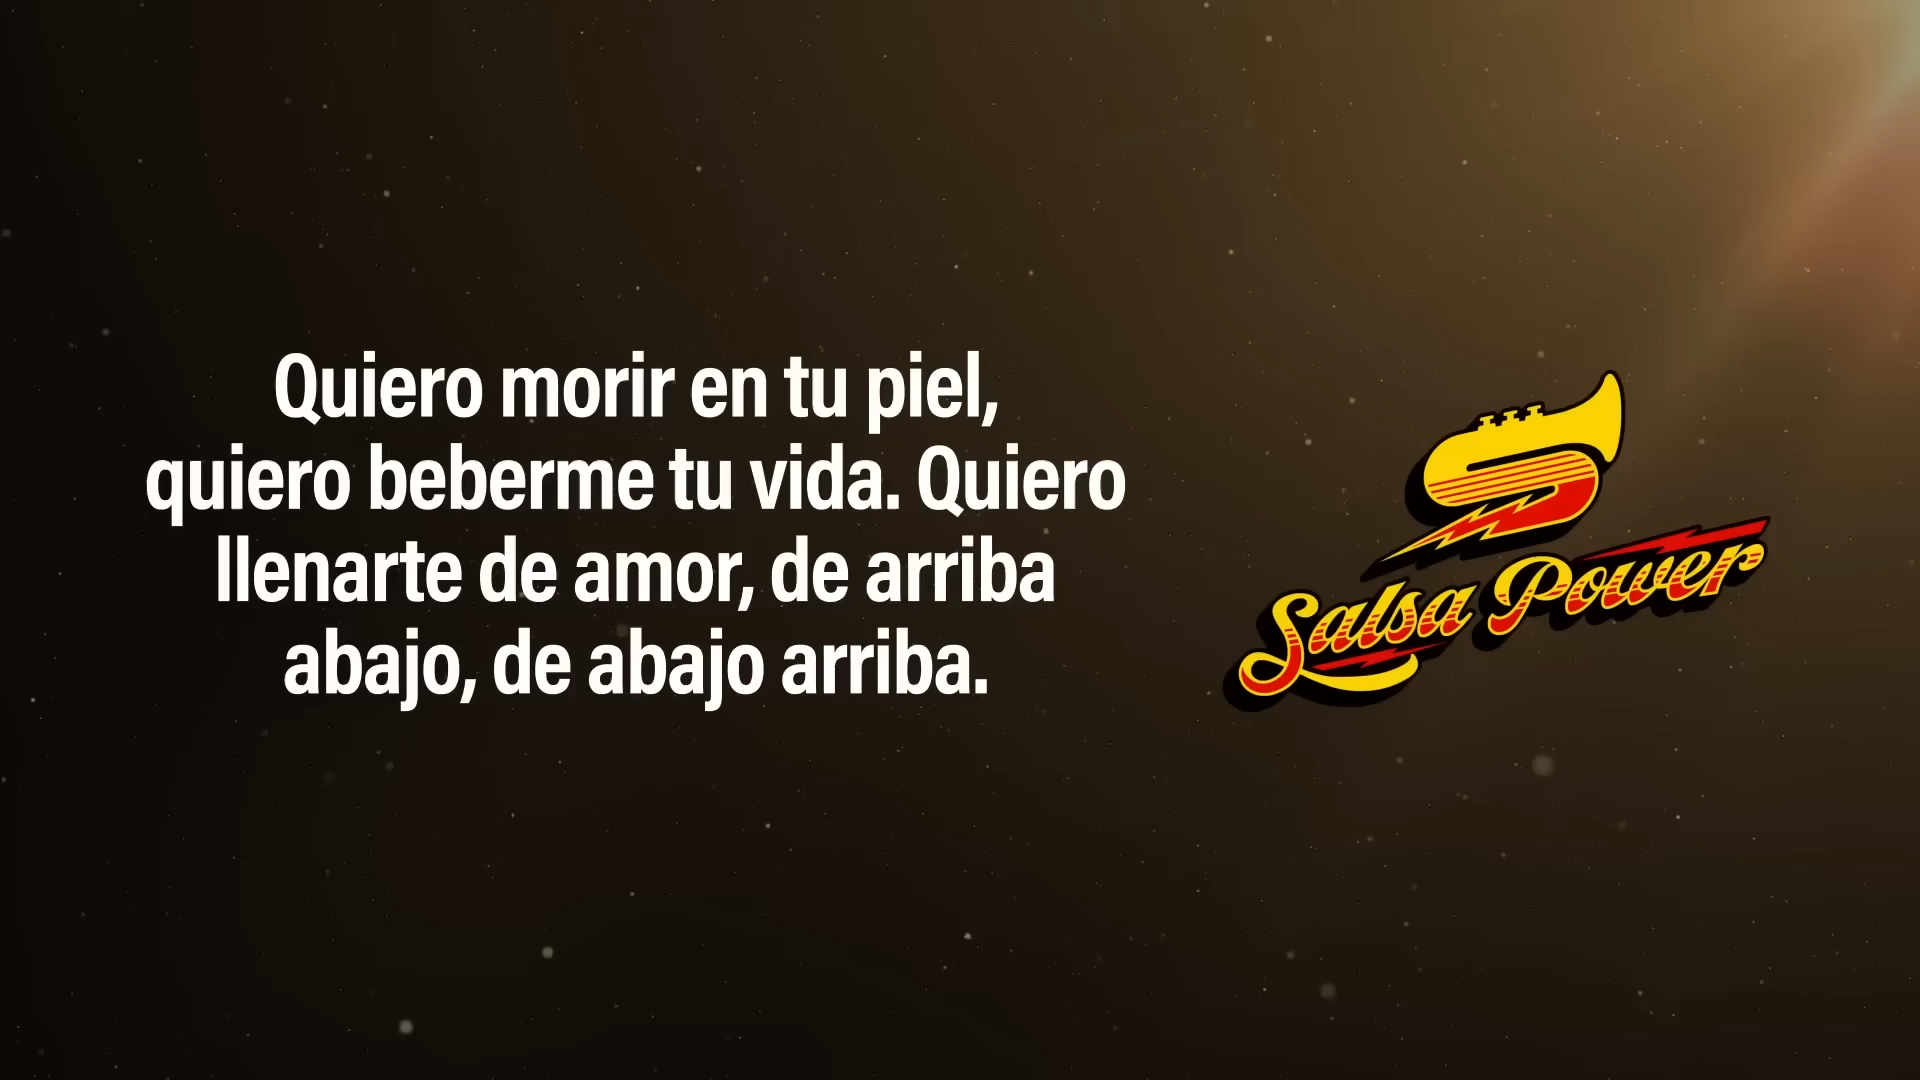 Quiero morir en tu piel,
quiero beberme tu vida. Quiero
llenarte de amor, de arriba
abajo, de abajo arriba.
Salsa Power